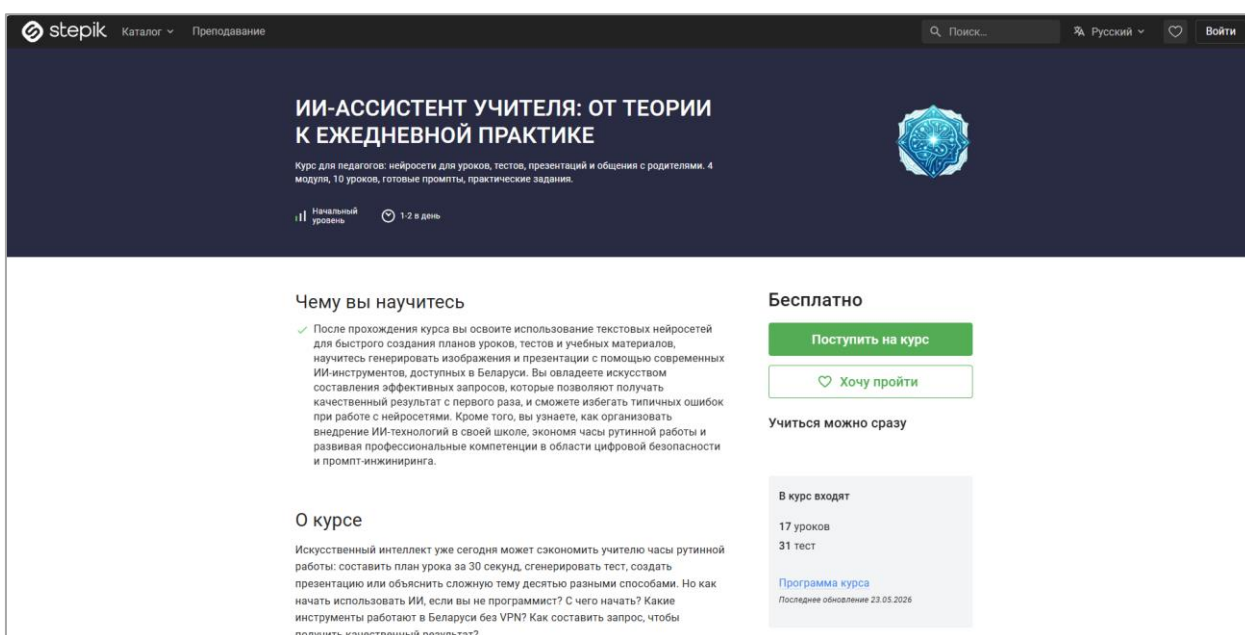 stepik Каталог Преподавание Поиск... Русский Войти
ИИ-АССИСТЕНТ УЧИТЕЛЯ: ОТ ТЕОРИИ
К ЕЖЕДНЕВНОЙ ПРАКТИКЕ
Курс для педагогов: нейросети для уроков, тестов, презентаций и общения с родителями. 4
модуля, 10 уроков, готовые промпты, практические задания.
Начальный
уровень
1-2 в день
Чему вы научитесь
После прохождения курса вы освоите использование текстовых нейросетей
для быстрого создания планов уроков, тестов и учебных материалов,
научитесь генерировать изображения и презентации с помощью современных
ИИ-инструментов, доступных в Беларуси. Вы овладеете искусством
составления эффективных запросов, которые позволяют получать
качественный результат с первого раза, и сможете избегать типичных ошибок
при работе с нейросетями. Кроме того, вы узнаете, как организовать
внедрение ИИ-технологий в своей школе, экономя часы рутинной работы и
развивая профессиональные компетенции в области цифровой безопасности
и промпт-инжиниринга.
О курсе
Искусственный интеллект уже сегодня может сэкономить учителю часы рутинной
работы: составить план урока за 30 секунд, сгенерировать тест, создать
презентацию или объяснить сложную тему десятью разными способами. Но как
начать использовать ИИ, если вы не программист? С чего начать? Какие
инструменты работают в Беларуси без VPN? Как составить запрос, чтобы
получить качественный результат?
Бесплатно
Поступить на курс
Хочу пройти
Учиться можно сразу
В курс входят
17 уроков
31 тест
Программа курса
Последнее обновление 23.05.2026